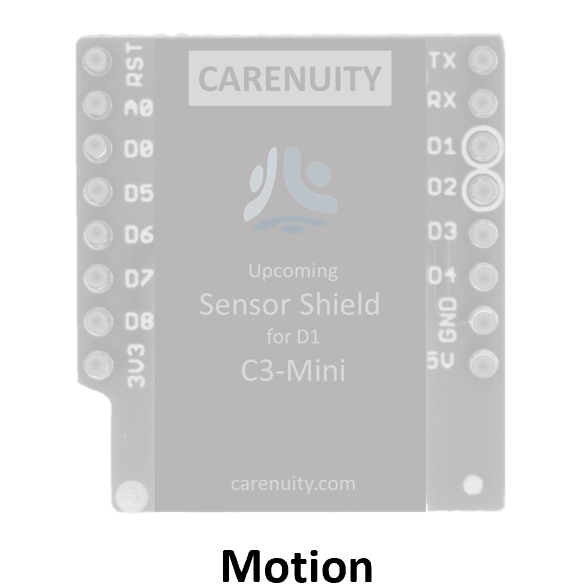 RST
A0
D0
D5
D6
D7
D8
3V3
CARENUITY
Upcoming
Sensor Shield
for D1
C3-Mini
carenuity.com
TX
RX
D1
D2
D3
D4
GND
5V
Motion